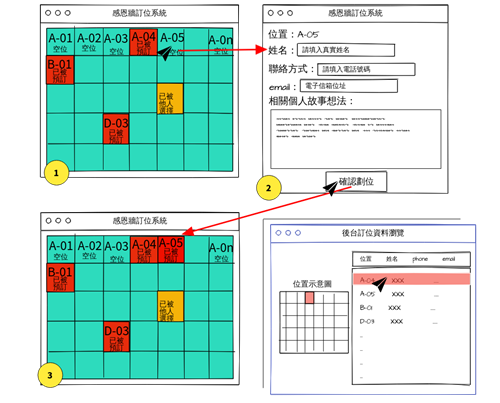 感恩牆訂位系統
A-01 A-02 A-03 A-04 A-05 A-0n
空位 空位 空位 已被預訂 空位 空位
B-01
已被
預訂
已被
他人
選擇
D-03
已被
預訂
1
感恩牆訂位系統
位置：A-05
姓名：請填入真實姓名
聯絡方式：請填入電話號碼
email：電子信箱位址
相關個人故事想法：
確認劃位
2
感恩牆訂位系統
A-01 A-02 A-03 A-04 A-05 A-0n
空位 空位 空位 已被預訂 已被預訂 空位
B-01
已被
預訂
已被
他人
選擇
D-03
已被
預訂
3
後台訂位資料瀏覽
位置 姓名 phone email
位置示意圖
A-04 XXX ...
A-05 XXX ...
B-01 XXX ...
D-03 XXX ...